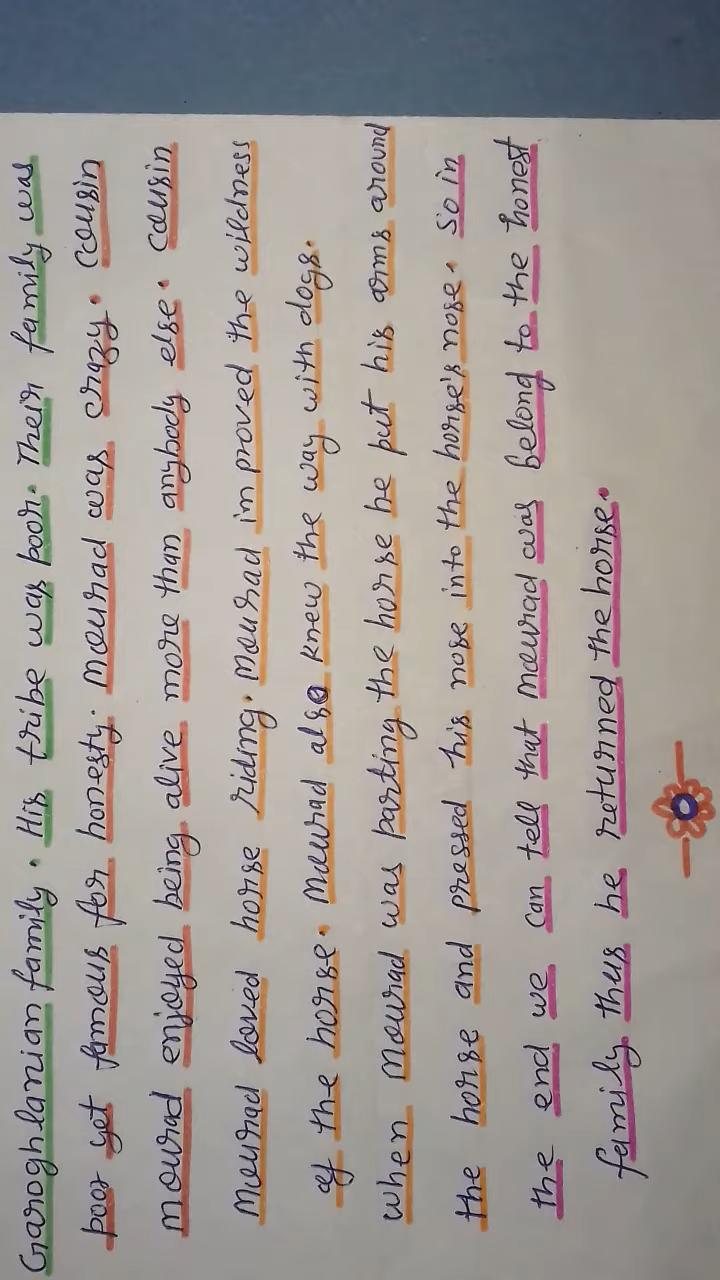 Garoghlanian family. His tribe was poor. Their family was
poor yet famous for honesty. Mourad was crazy. Cousin
Mourad enjoyed being alive more than anybody else. Cousin
Mourad loved horse riding. Mourad improved the wildness
of the horse. Mourad also knew the way with dogs.
When Mourad was parting the horse he put his arms around
the horse and pressed his nose into the horse's nose. So in
the end we can tell that mourad was belong to the honest
family thus he returned the horse.